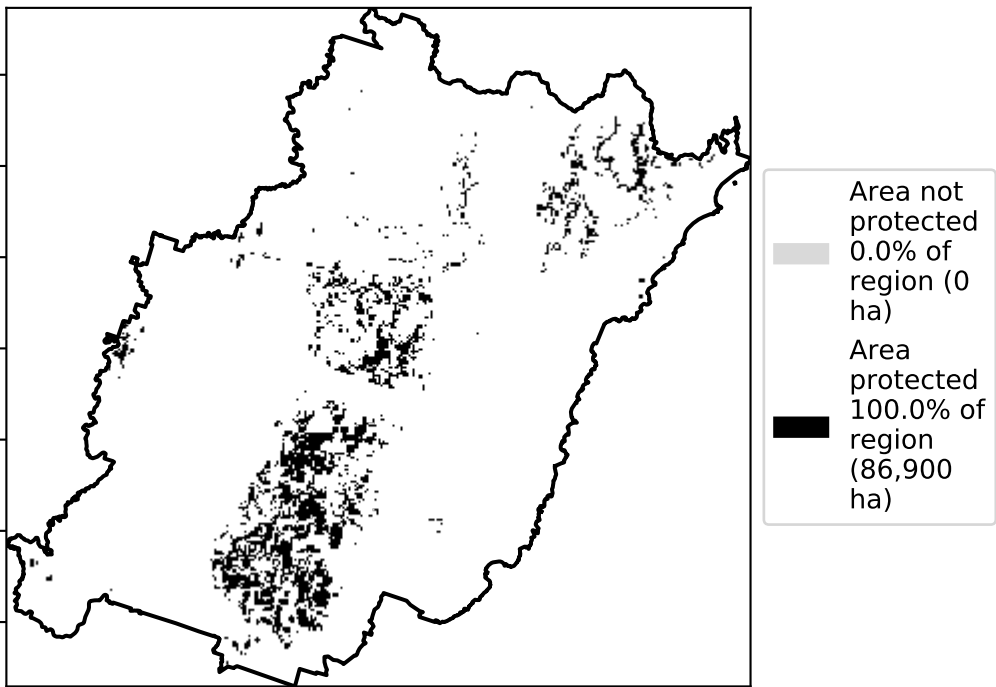 Area not
protected
0.0% of
region (0
ha)
Area
protected
100.0% of
region
(86,900
ha)